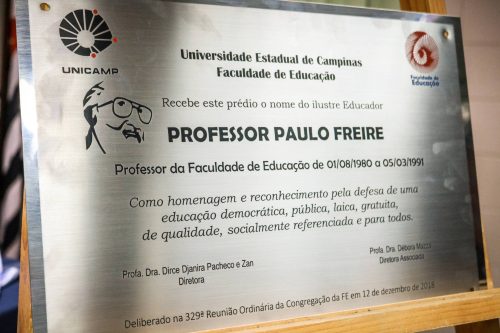 UNICAMP
Universidade Estadual de Campinas
Faculdade de Educação
Faculdade de
Educação
Recebe este prédio o nome do ilustre Educador
PROFESSOR PAULO FREIRE
Professor da Faculdade de Educação de 01/08/1980 a 05/03/1991
Como homenagem e reconhecimento pela defesa de uma
educação democrática, pública, laica, gratuita,
de qualidade, socialmente referenciada e para todos.
Profa. Dra. Dirce Djanira Pacheco e Zan
Diretora
Profa. Dra. Débora Mazza
Diretora Associada
Deliberado na 329ª Reunião Ordinária da Congregação da FE em 12 de dezembro de 2018